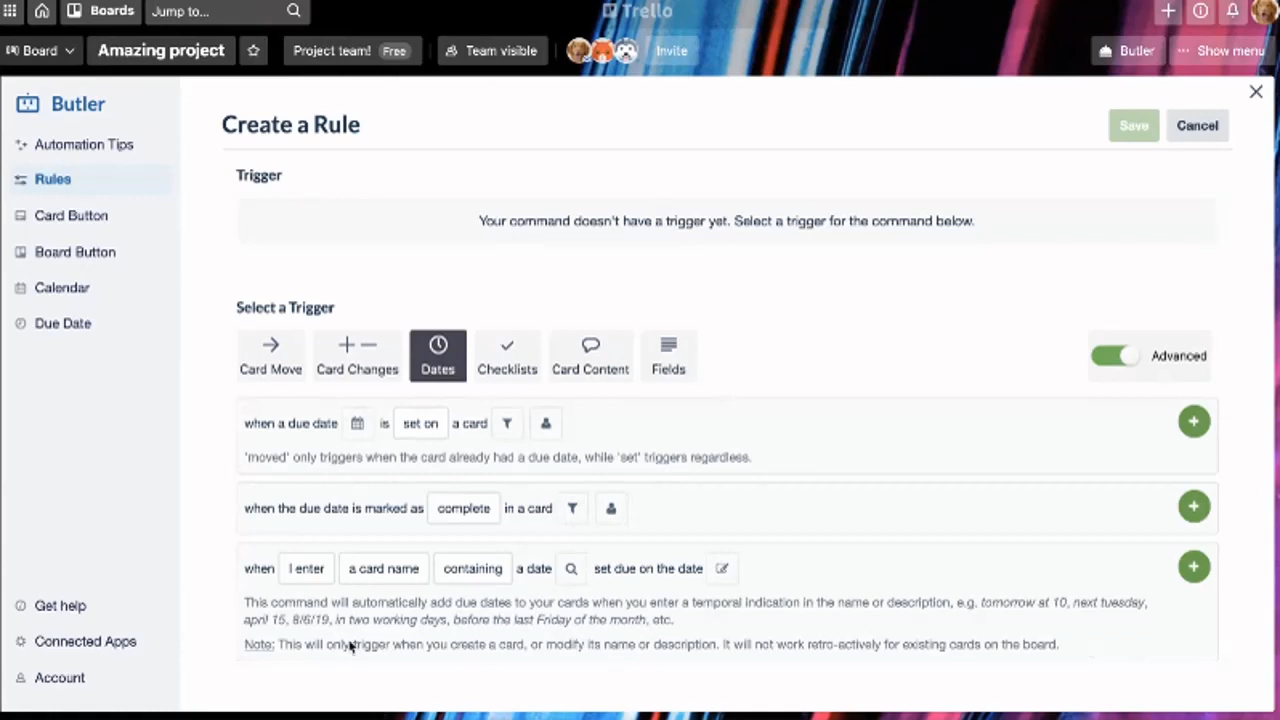 Boards Jump to... Trello
Board Amazing project Project team! Free Team visible Invite Butler ... Show menu
Butler
Automation Tips
Rules
Card Button
Board Button
Calendar
Due Date
Get help
Connected Apps
Account
Create a Rule Save Cancel
Trigger
Your command doesn't have a trigger yet. Select a trigger for the command below.
Select a Trigger
Card Move Card Changes Dates Checklists Card Content Fields Advanced
when a due date is set on a card
'moved' only triggers when the card already had a due date, while 'set' triggers regardless.
when the due date is marked as complete in a card
when I enter a card name containing a date set due on the date
This command will automatically add due dates to your cards when you enter a temporal indication in the name or description, e.g. tomorrow at 10, next tuesday,
april 15, 8/6/19, in two working days, before the last Friday of the month, etc.
Note: This will only trigger when you create a card, or modify its name or description. It will not work retro-actively for existing cards on the board.